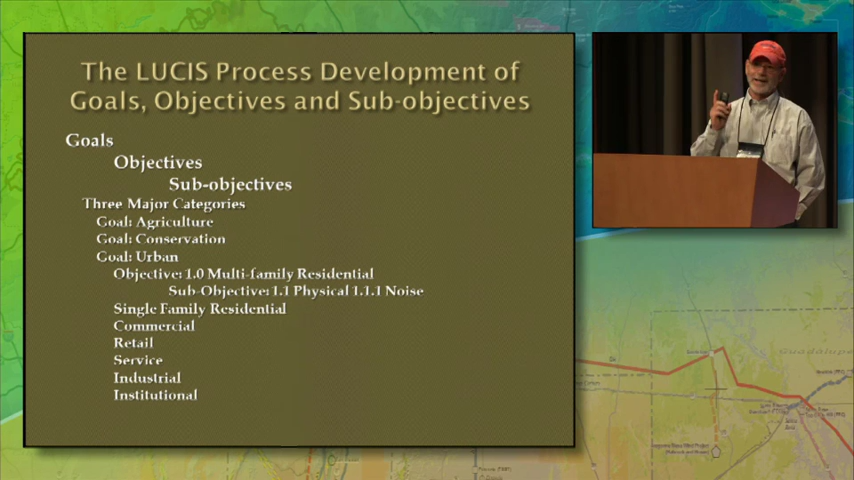 The LUCIS Process Development of
Goals, Objectives and Sub-objectives
Goals
Objectives
Sub-objectives
Three Major Categories
Goal: Agriculture
Goal: Conservation
Goal: Urban
Objective: 1.0 Multi-family Residential
Sub-Objective: 1.1 Physical 1.1.1 Noise
Single Family Residential
Commercial
Retail
Service
Industrial
Institutional